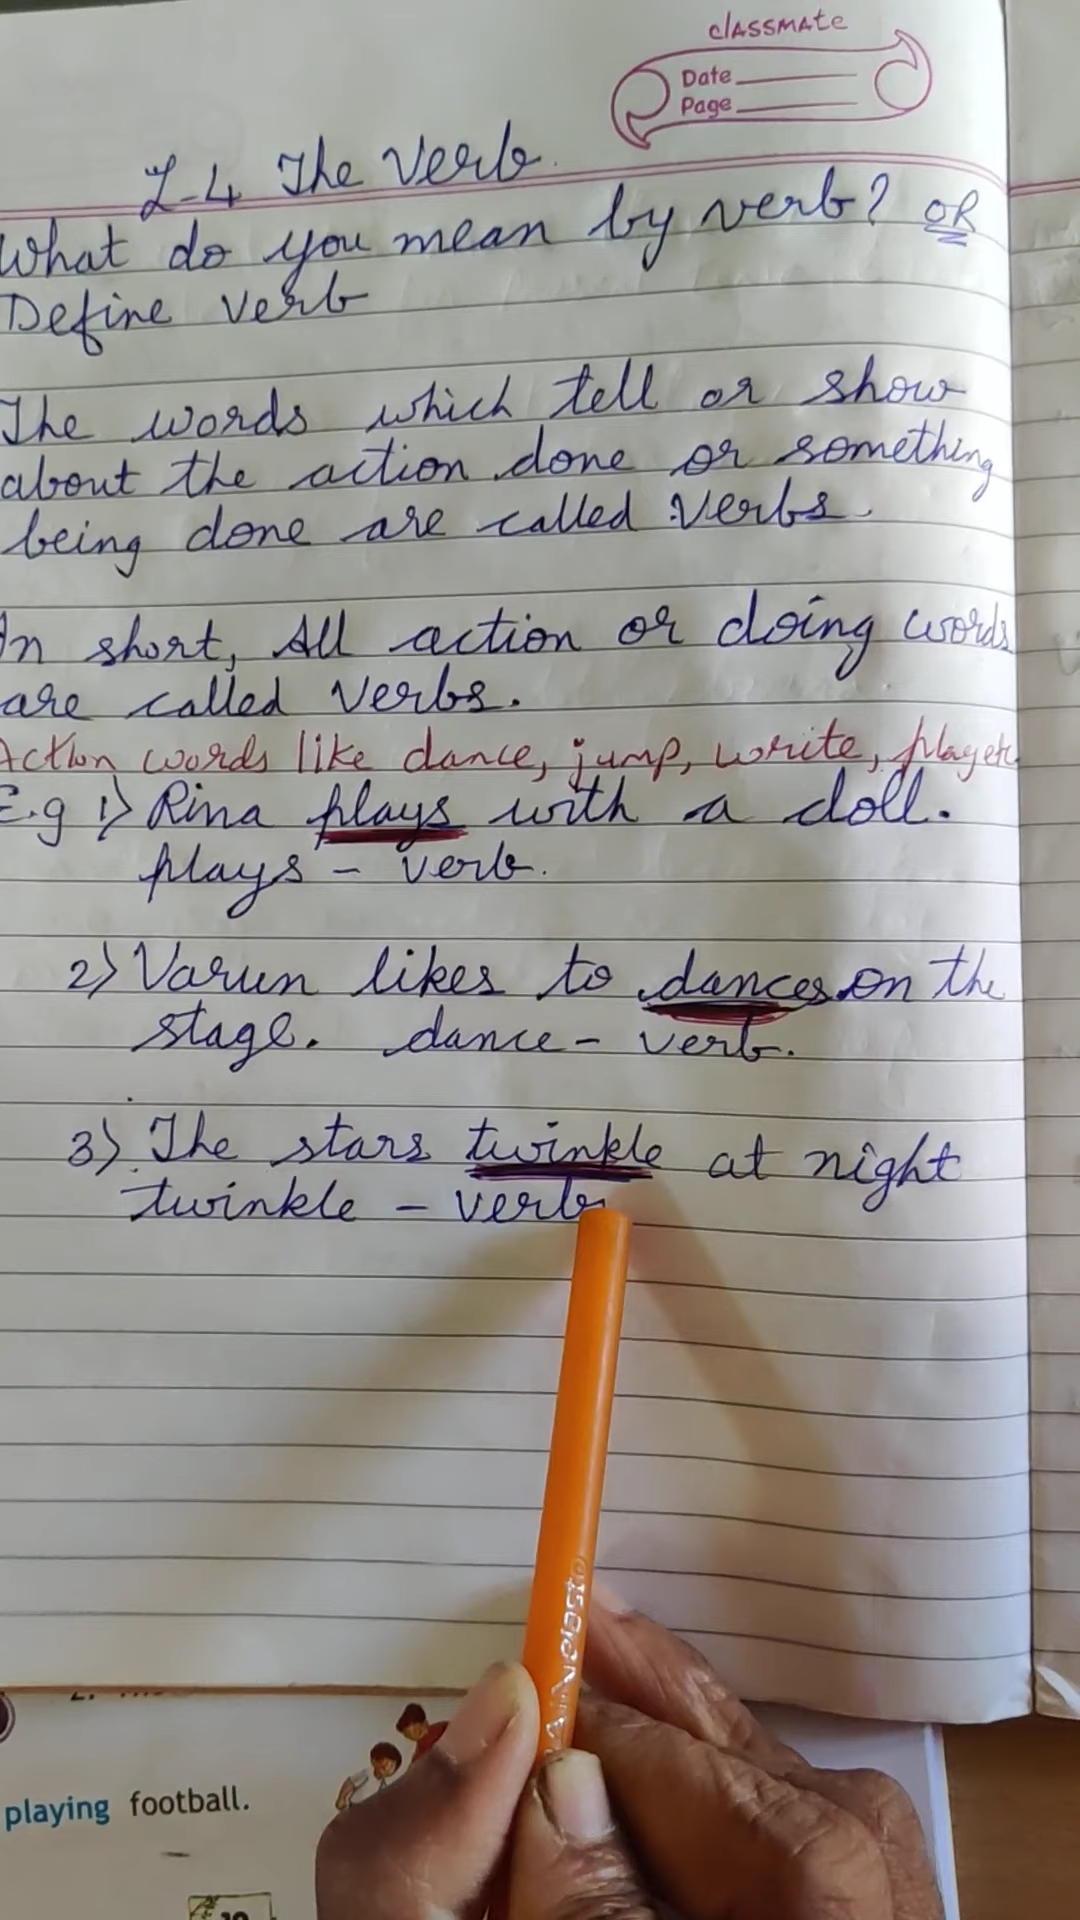 classmate
Date
Page
L-4 The Verb.
What do you mean by verb? OR
Define verb
The words which tell or show
about the action done or something
being done are called verbs.
In short, All action or doing words
are called verbs.
Action words like dance, jump, write, play etc
E.g 1) Rina plays with a doll.
plays - verb.
2) Varun likes to dances on the
stage. dance - verb.
3) The stars twinkle at night
twinkle - verb
playing football.